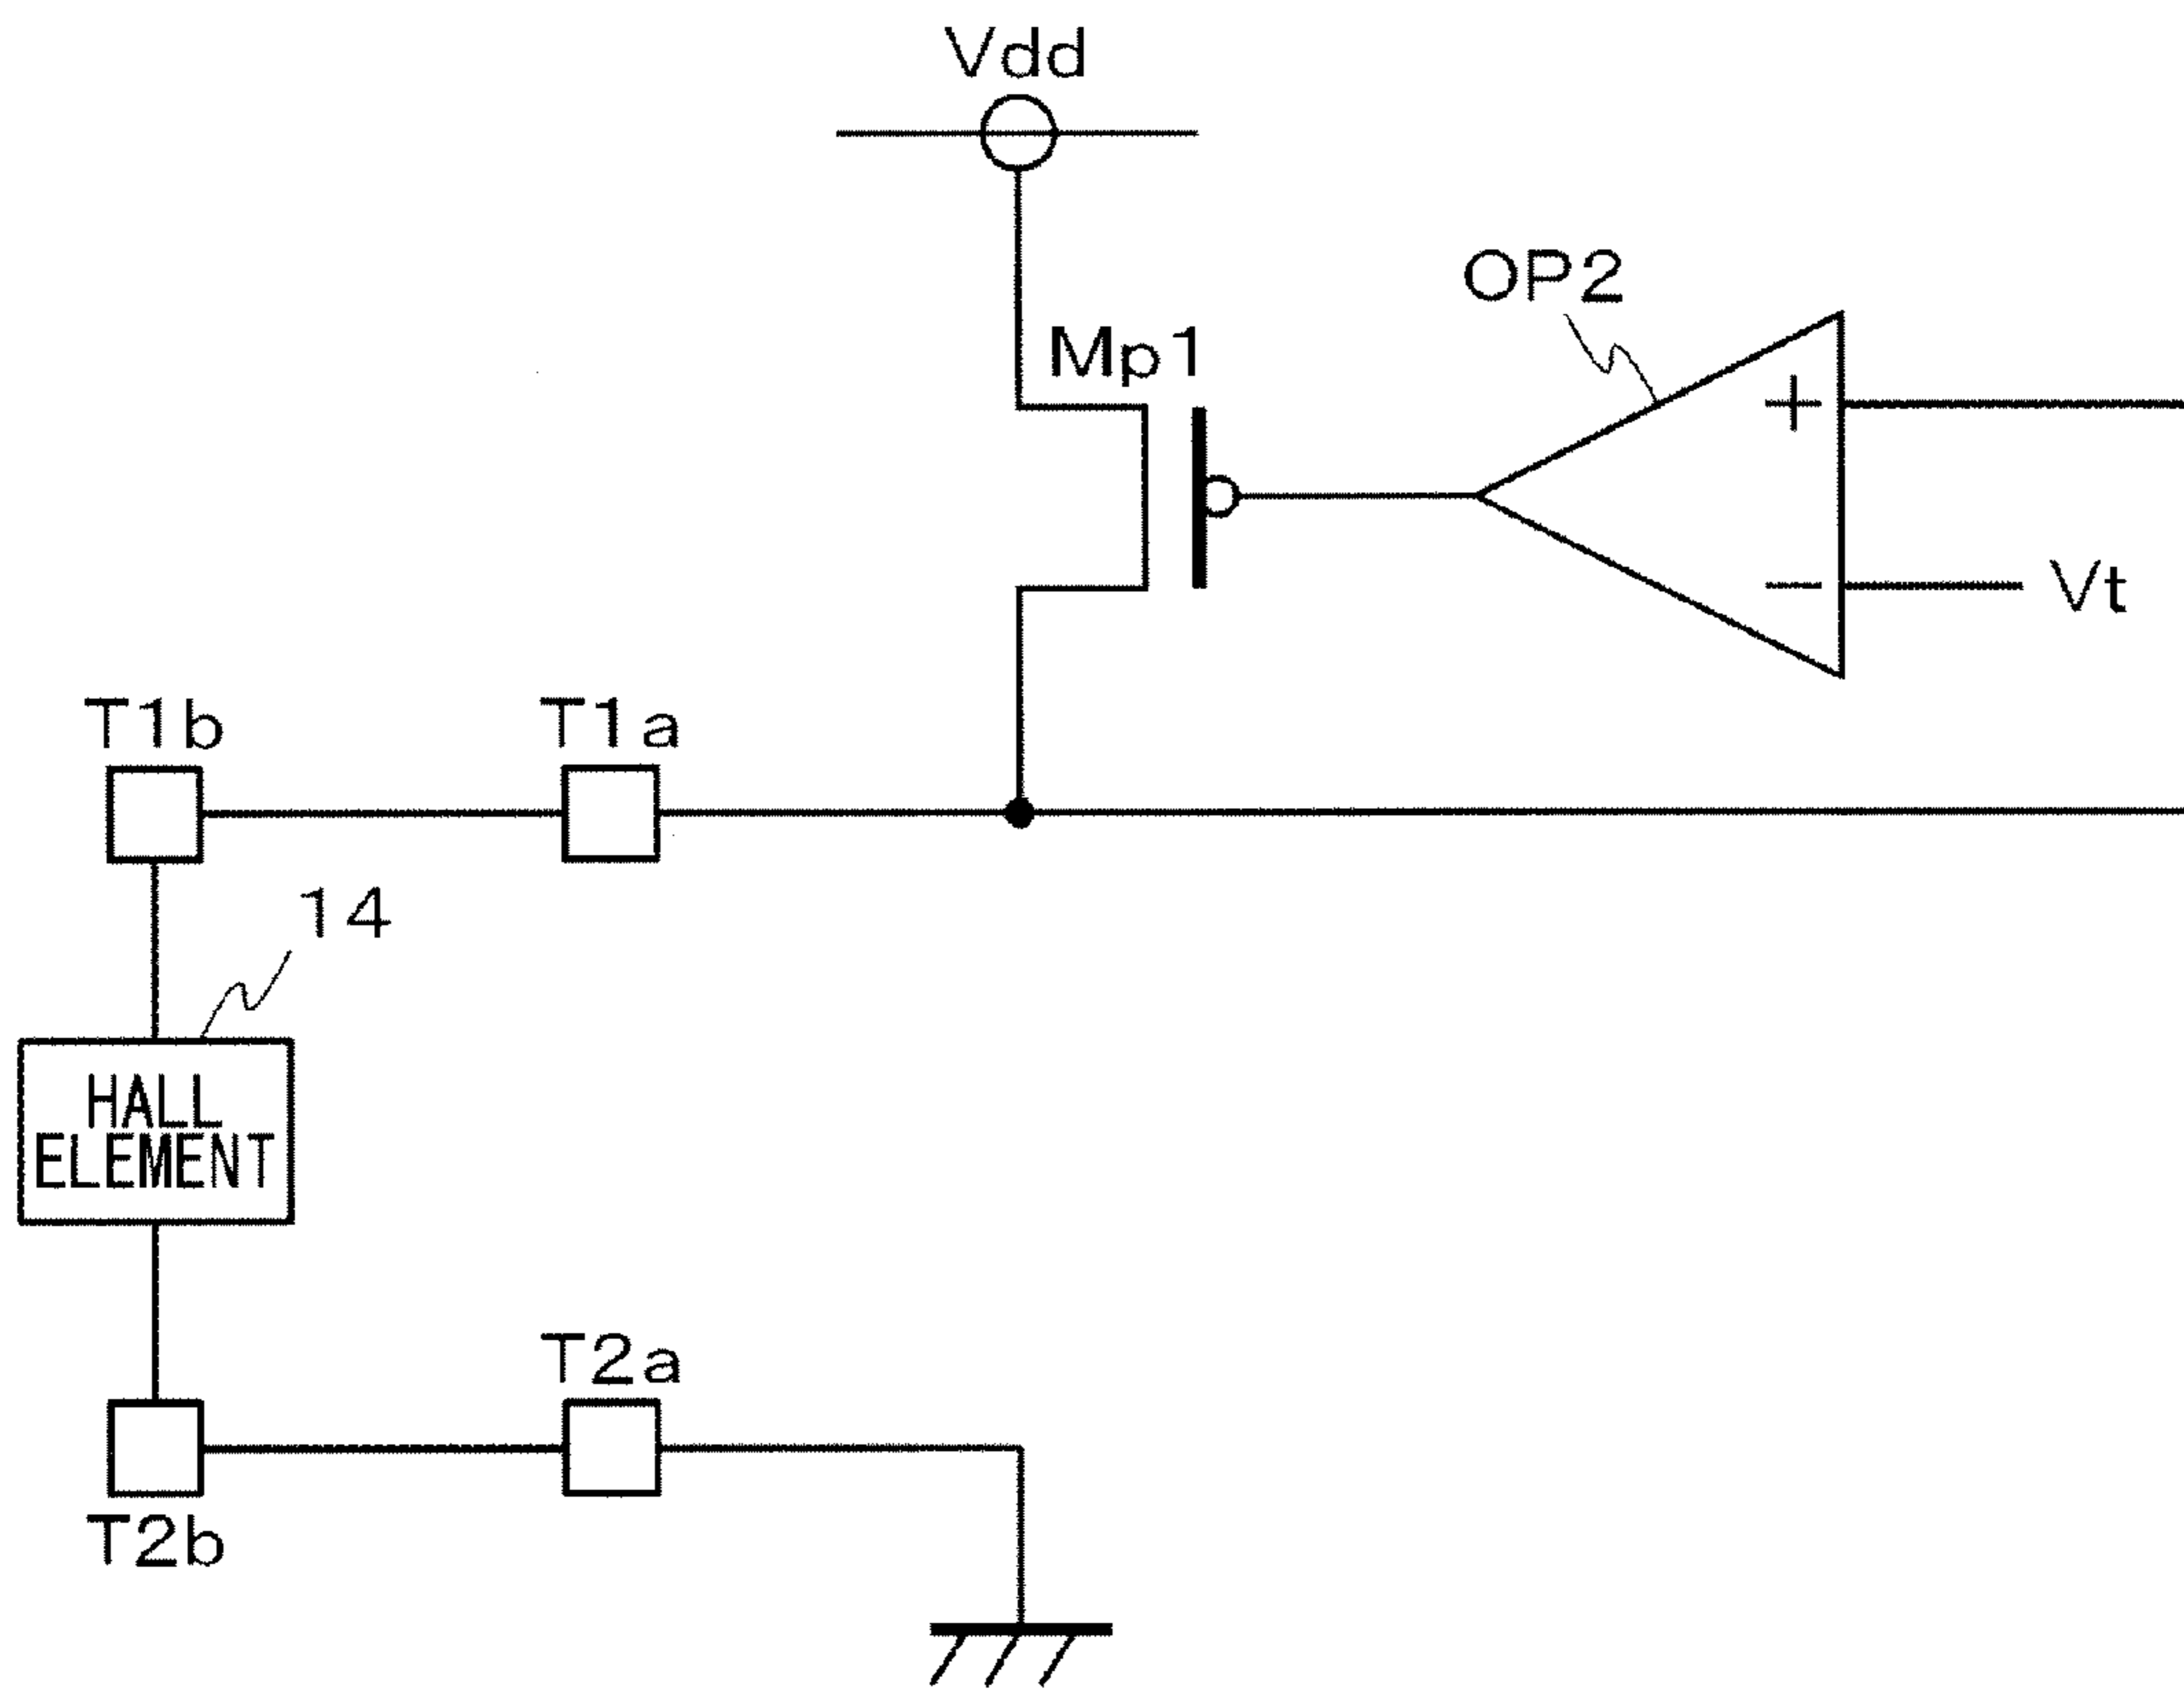 Vdd
OP2
Mp1
+
−
Vt
T1b
T1a
14
HALL
ELEMENT
T2a
T2b